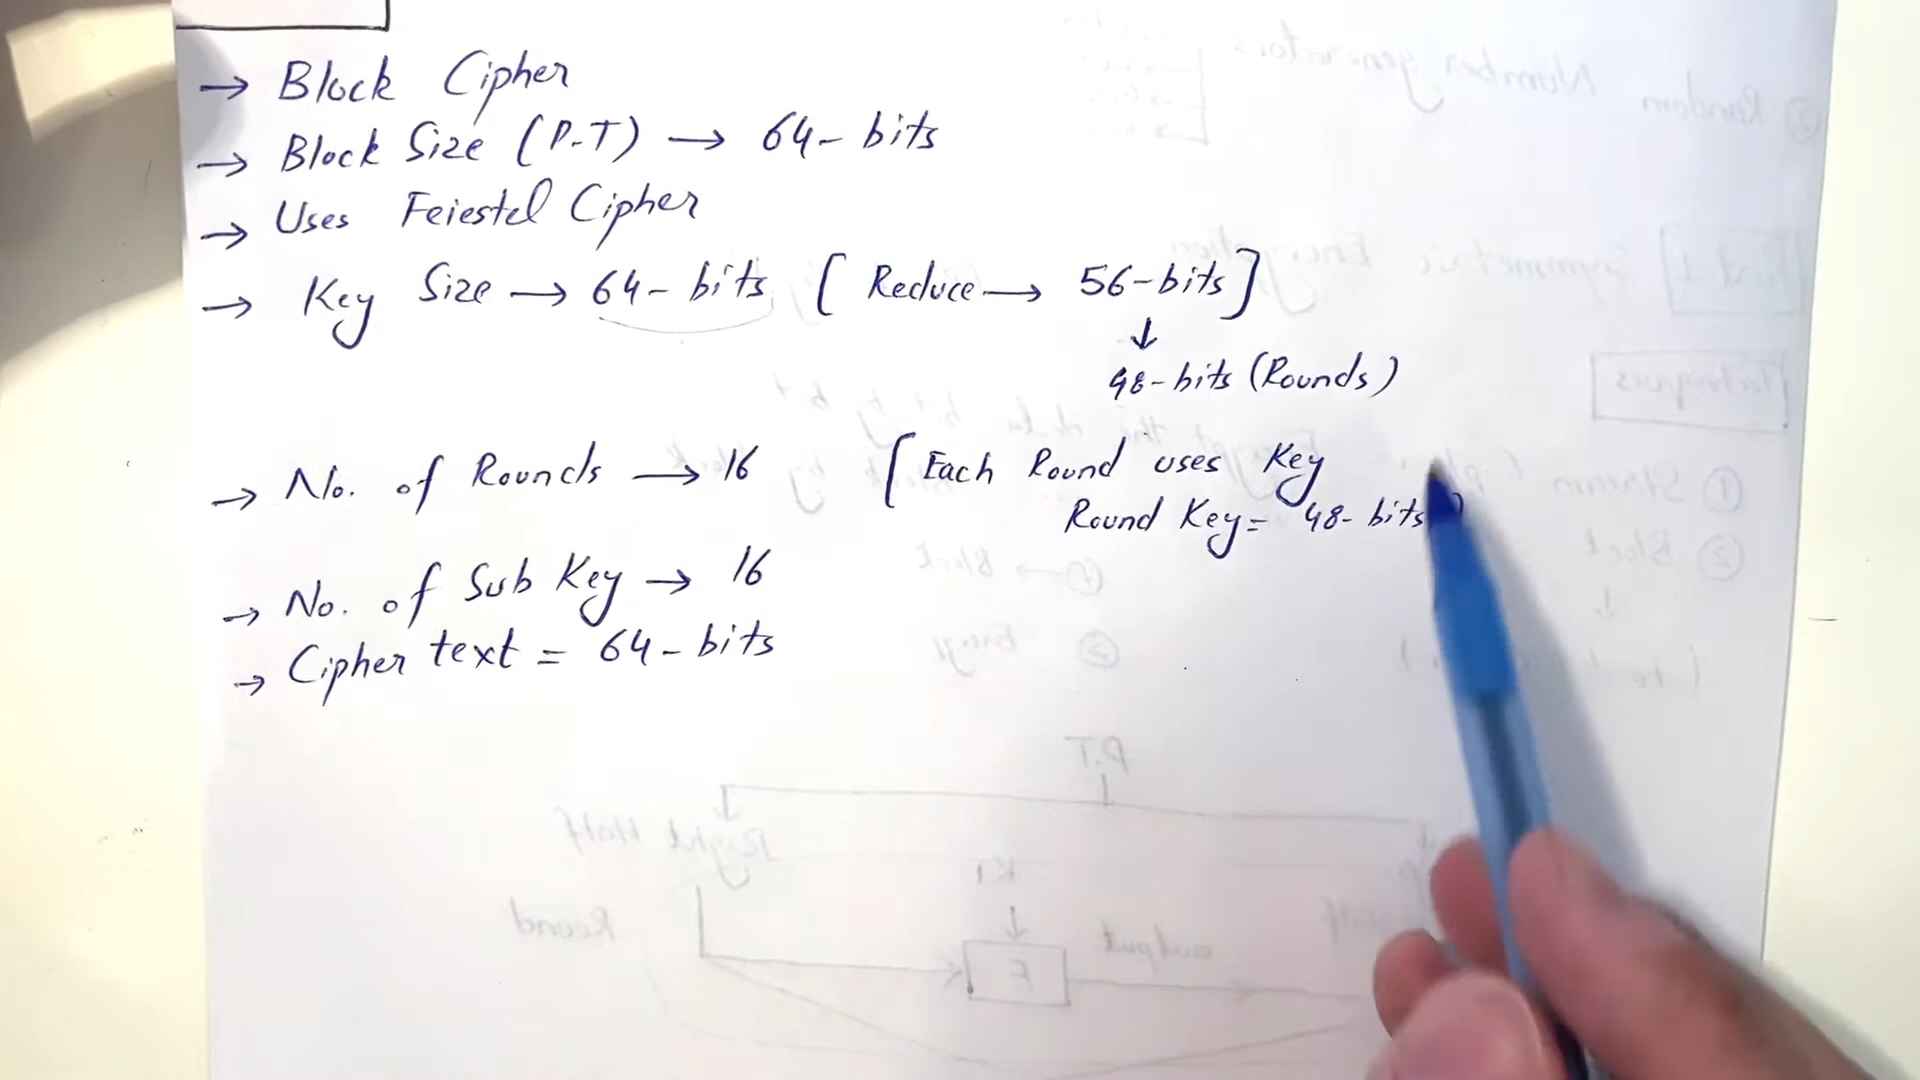 → Block Cipher
→ Block Size (P.T) → 64-bits
→ Uses Feiestel Cipher
→ Key Size → 64-bits [Reduce → 56-bits]
↓
48-bits (Rounds)
→ No. of Rounds → 16 [Each Round uses Key
Round Key = 48-bits]
→ No. of Sub Key → 16
→ Cipher text = 64-bits